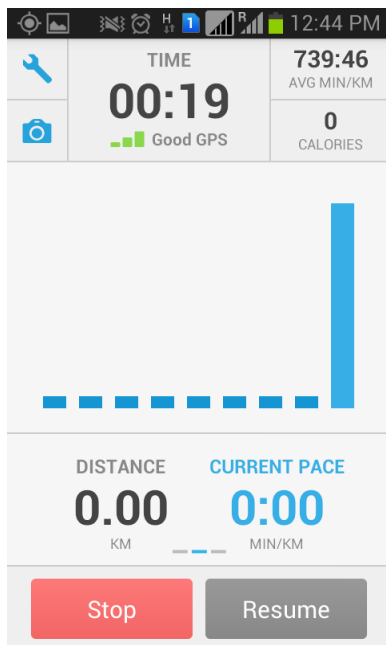 H 1 R 12:44 PM
TIME
00:19
Good GPS
739:46
AVG MIN/KM
0
CALORIES
DISTANCE
0.00
KM
CURRENT PACE
0:00
MIN/KM
Stop
Resume